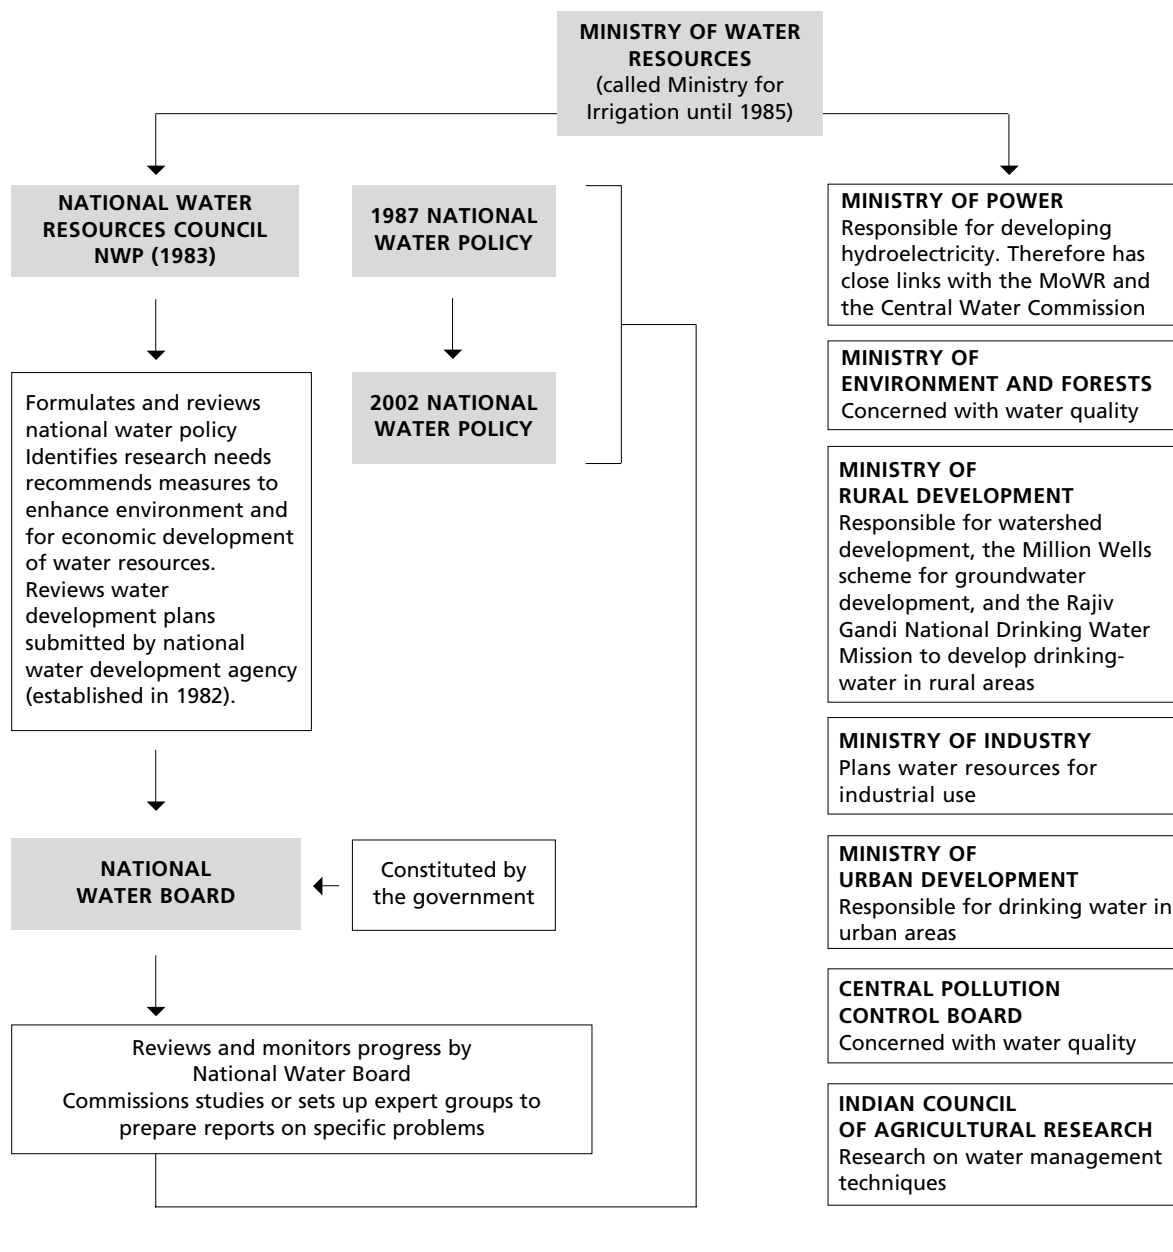 MINISTRY OF WATER
RESOURCES
(called Ministry for
Irrigation until 1985)
NATIONAL WATER
RESOURCES COUNCIL
NWP (1983)
Formulates and reviews
national water policy
Identifies research needs
recommends measures to
enhance environment and
for economic development
of water resources.
Reviews water
development plans
submitted by national
water development agency
(established in 1982).
NATIONAL
WATER BOARD
Constituted by
the government
Reviews and monitors progress by
National Water Board
Commissions studies or sets up expert groups to
prepare reports on specific problems
1987 NATIONAL
WATER POLICY
2002 NATIONAL
WATER POLICY
MINISTRY OF POWER
Responsible for developing
hydroelectricity. Therefore has
close links with the MoWR and
the Central Water Commission
MINISTRY OF
ENVIRONMENT AND FORESTS
Concerned with water quality
MINISTRY OF
RURAL DEVELOPMENT
Responsible for watershed
development, the Million Wells
scheme for groundwater
development, and the Rajiv
Gandi National Drinking Water
Mission to develop drinking-
water in rural areas
MINISTRY OF INDUSTRY
Plans water resources for
industrial use
MINISTRY OF
URBAN DEVELOPMENT
Responsible for drinking water in
urban areas
CENTRAL POLLUTION
CONTROL BOARD
Concerned with water quality
INDIAN COUNCIL
OF AGRICULTURAL RESEARCH
Research on water management
techniques